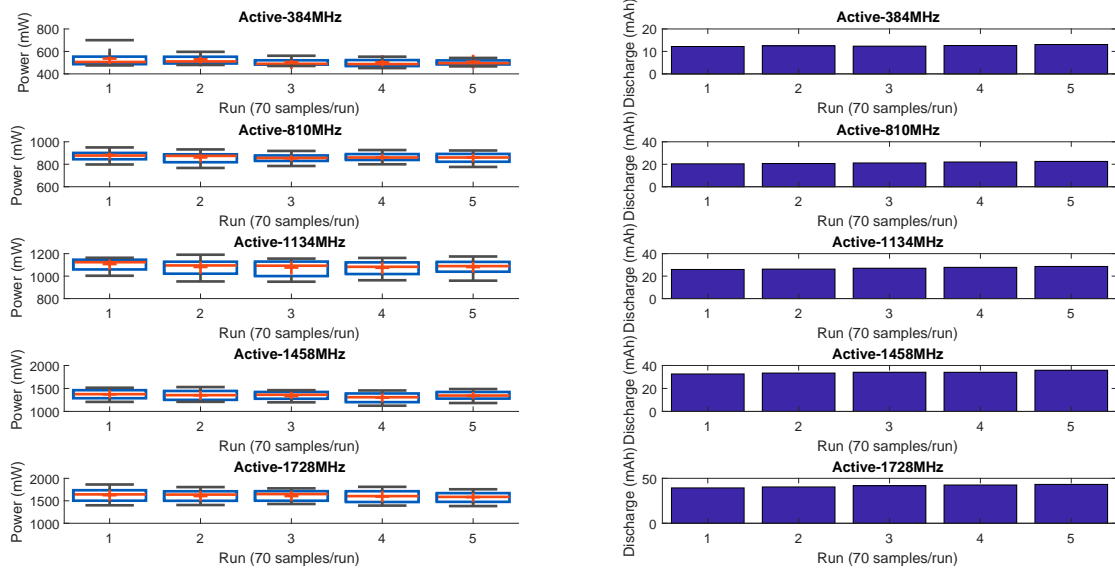 Active-384MHz
Power (mW)
800
600
400
1 2 3 4 5
Run (70 samples/run)
Active-810MHz
Power (mW)
1000
800
600
1 2 3 4 5
Run (70 samples/run)
Active-1134MHz
Power (mW)
1200
1000
800
1 2 3 4 5
Run (70 samples/run)
Active-1458MHz
Power (mW)
2000
1500
1000
1 2 3 4 5
Run (70 samples/run)
Active-1728MHz
Power (mW)
2000
1500
1000
1 2 3 4 5
Run (70 samples/run)
Active-384MHz
Discharge (mAh)
20
10
0
1 2 3 4 5
Run (70 samples/run)
Active-810MHz
Discharge (mAh)
40
20
0
1 2 3 4 5
Run (70 samples/run)
Active-1134MHz
Discharge (mAh)
40
20
0
1 2 3 4 5
Run (70 samples/run)
Active-1458MHz
Discharge (mAh)
40
20
0
1 2 3 4 5
Run (70 samples/run)
Active-1728MHz
Discharge (mAh)
50
0
1 2 3 4 5
Run (70 samples/run)